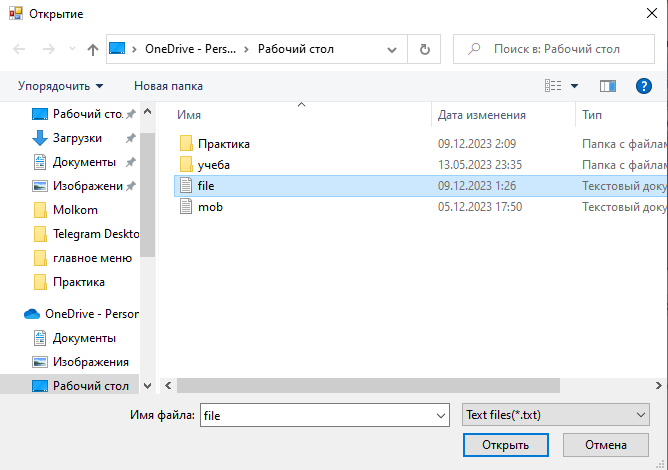 Открытие
OneDrive - Pers... Рабочий стол
Поиск в: Рабочий стол
Упорядочить Новая папка
Имя Дата изменения Тип
Рабочий стол
Загрузки
Документы
Изображени
Molkom
Telegram Deskto
главное меню
Практика
OneDrive - Person
Документы
Изображения
Рабочий стол
Практика 09.12.2023 2:09 Папка с файлам
учеба 13.05.2023 23:35 Папка с файлам
file 09.12.2023 1:26 Текстовый доку
mob 05.12.2023 17:50 Текстовый доку
Имя файла: file Text files(*.txt)
Открыть Отмена